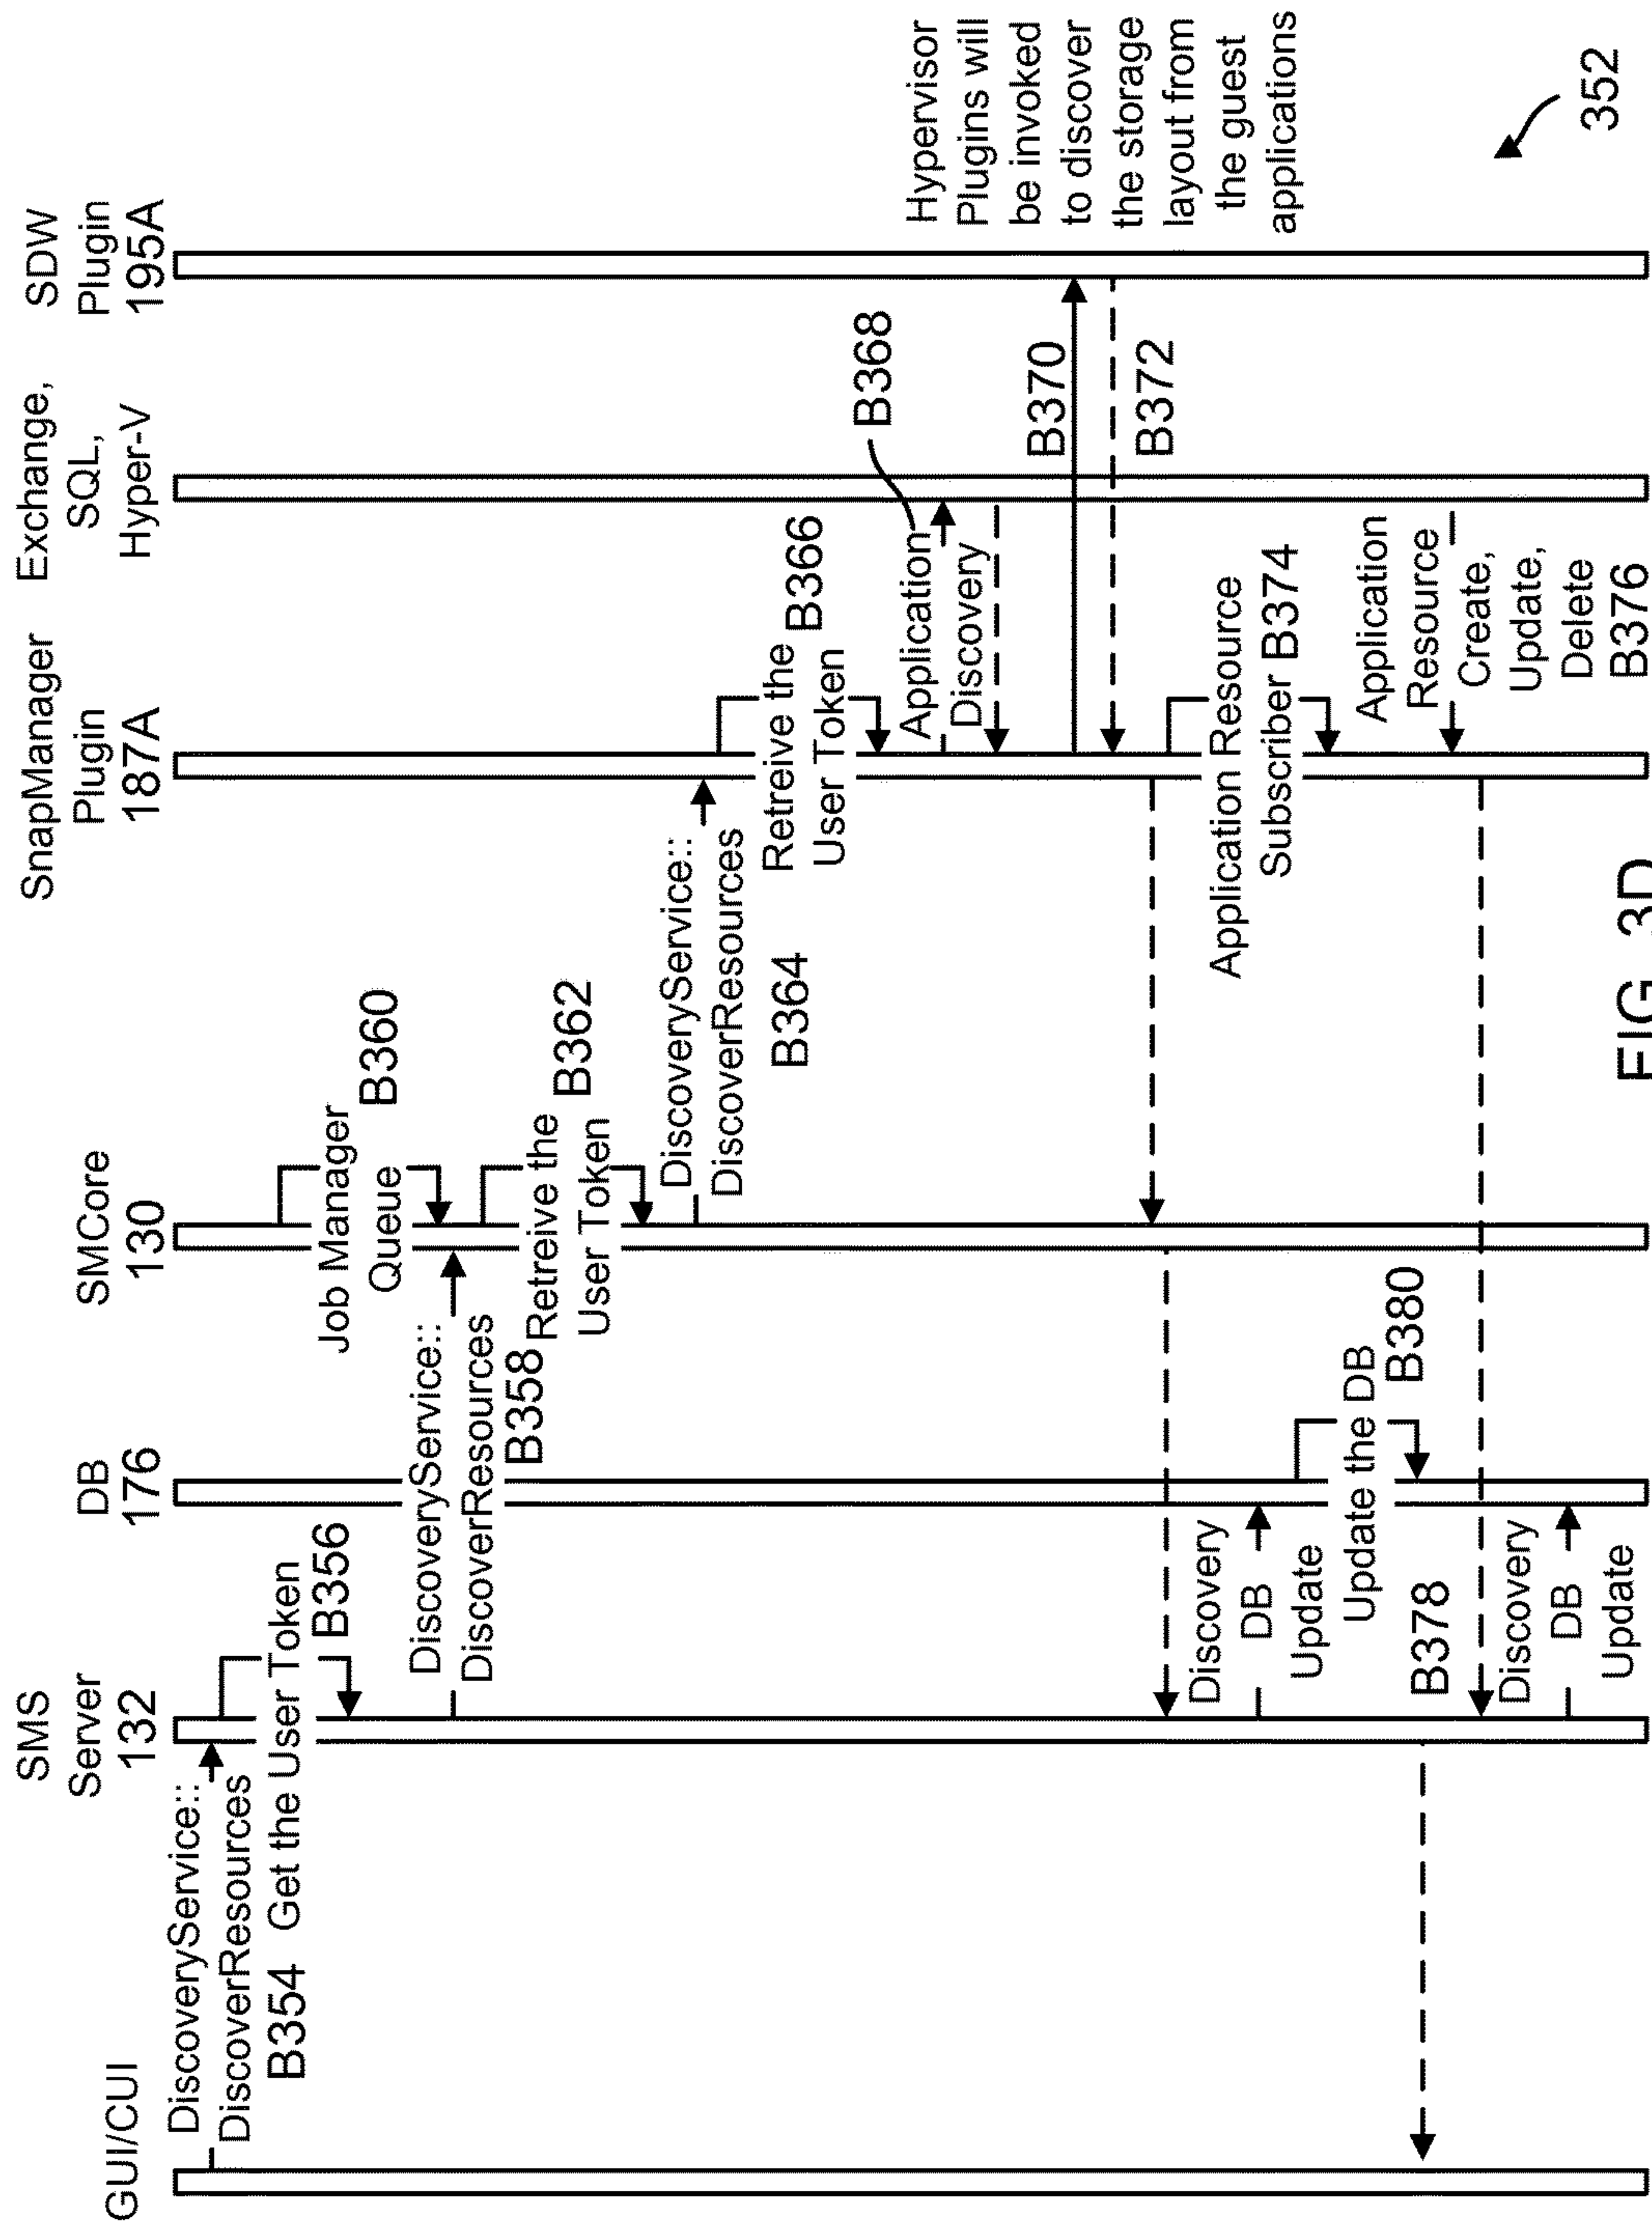 GUI/CUI
SMS
Server
132
DB
176
SMCore
130
SnapManager
Plugin
187A
Exchange,
SQL,
Hyper-V
SDW
Plugin
195A
DiscoveryService::
DiscoverResources
B354
Get the User Token
B356
DiscoveryService::
DiscoverResources
B358
Job Manager
Queue
B360
Retreive the
User Token
B362
DiscoveryService::
DiscoverResources
B364
Retreive the
User Token
B366
Application
Discovery
B368
B370
B372
Hypervisor
Plugins will
be invoked
to discover
the storage
layout from
the guest
applications
Application Resource
Subscriber B374
Discovery
DB
Update
Update the DB
B380
Application
Resource
Create,
Update,
Delete
B376
B378
Discovery
DB
Update
352
FIG. 3D